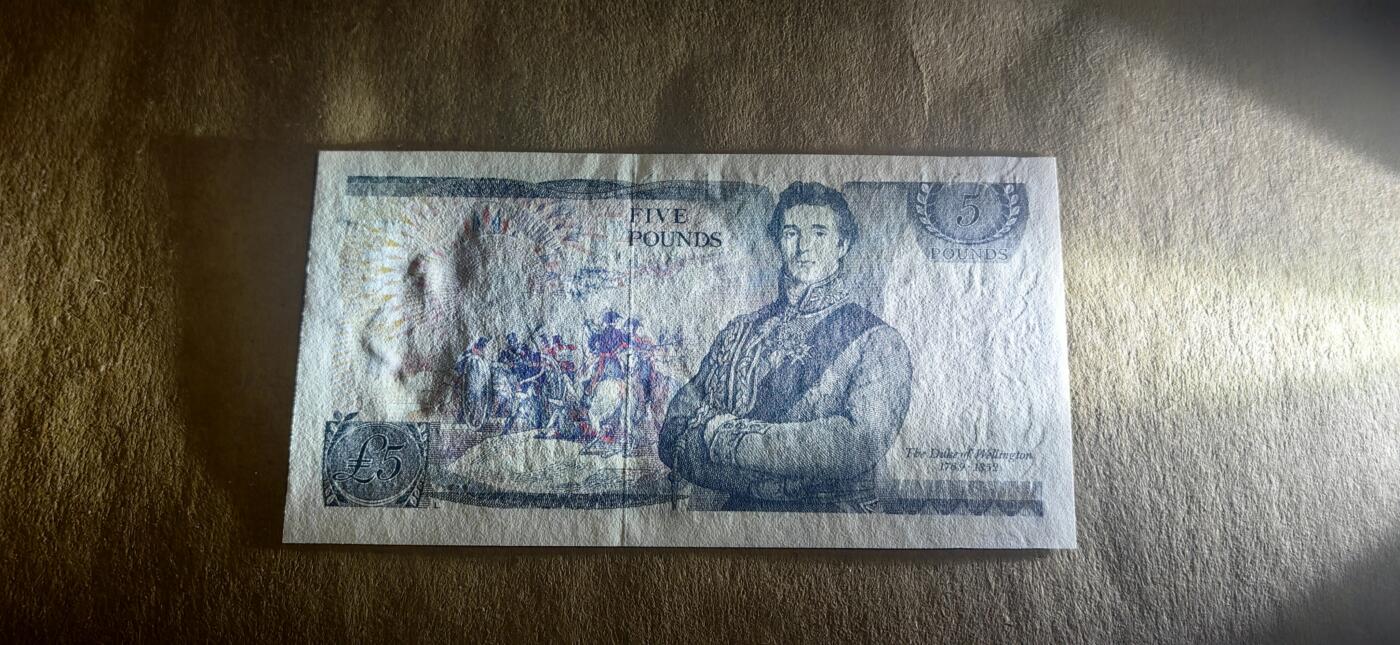 FIVE
POUNDS
5
POUNDS
£5
The Duke of Wellington
1769-1852